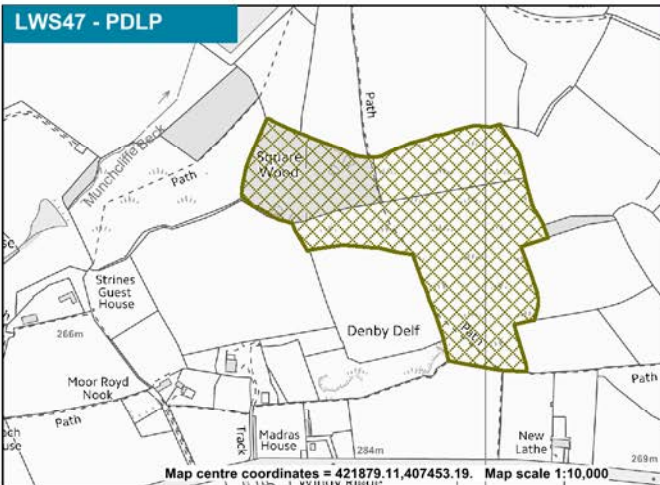 LWS47 - PDLP
Path
Munchcliffe Beck
Path
Square
Wood
Strines
Guest
House
266m
Denby Delf
Path
Moor Royd
Nook
Path
Path
Track
Madras
House
284m
New
Lathe
269m
Map centre coordinates = 421879.11,407453.19. Map scale 1:10,000